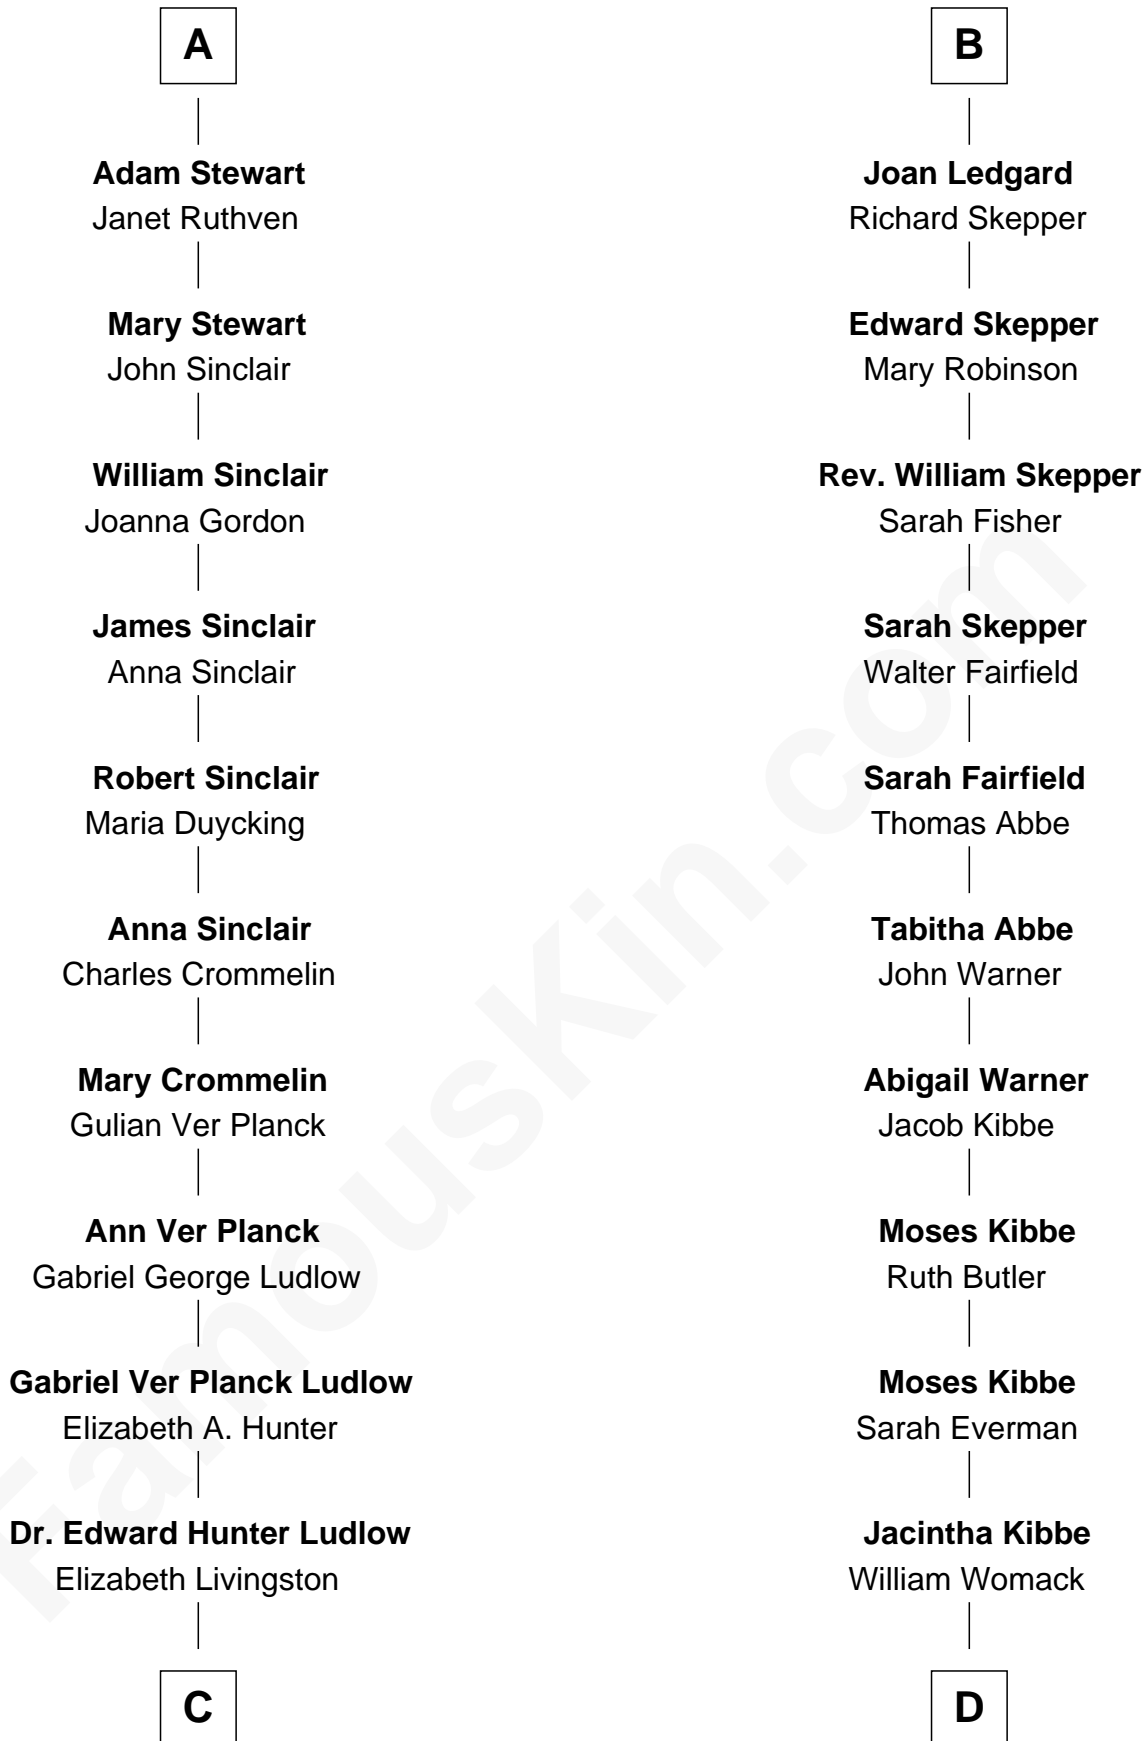 A
Adam Stewart
Janet Ruthven
Mary Stewart
John Sinclair
William Sinclair
Joanna Gordon
James Sinclair
Anna Sinclair
Robert Sinclair
Maria Duycking
Anna Sinclair
Charles Crommelin
Mary Crommelin
Gulian Ver Planck
Ann Ver Planck
Gabriel George Ludlow
Gabriel Ver Planck Ludlow
Elizabeth A. Hunter
Dr. Edward Hunter Ludlow
Elizabeth Livingston
C
B
Joan Ledgard
Richard Skepper
Edward Skepper
Mary Robinson
Rev. William Skepper
Sarah Fisher
Sarah Skepper
Walter Fairfield
Sarah Fairfield
Thomas Abbe
Tabitha Abbe
John Warner
Abigail Warner
Jacob Kibbe
Moses Kibbe
Ruth Butler
Moses Kibbe
Sarah Everman
Jacintha Kibbe
William Womack
D
FamousKin.com